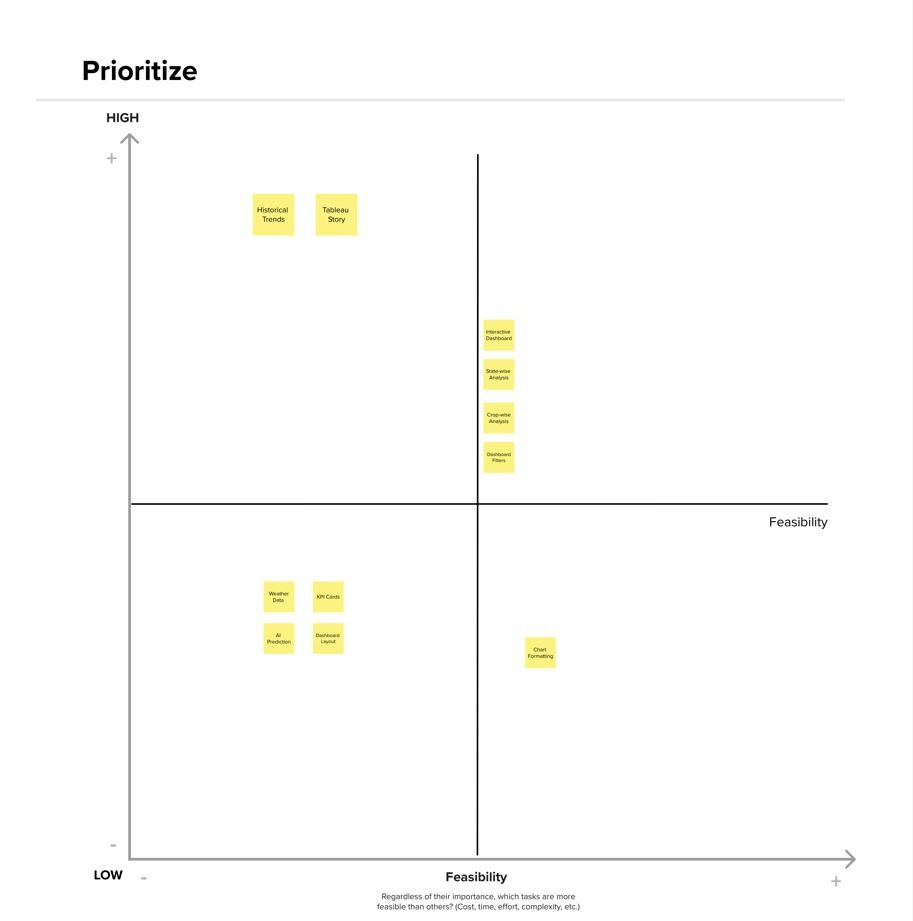 Prioritize
HIGH
+
Historical
Trends
Tableau
Story
Interactive
Dashboard
State-wise
Analysis
Crop-wise
Analysis
Dashboard
Filters
Feasibility
Weather
Data
KPI Cards
AI
Prediction
Dashboard
Layout
Chart
Formatting
-
LOW
-
Feasibility
+
Regardless of their importance, which tasks are more
feasible than others? (Cost, time, effort, complexity, etc.)